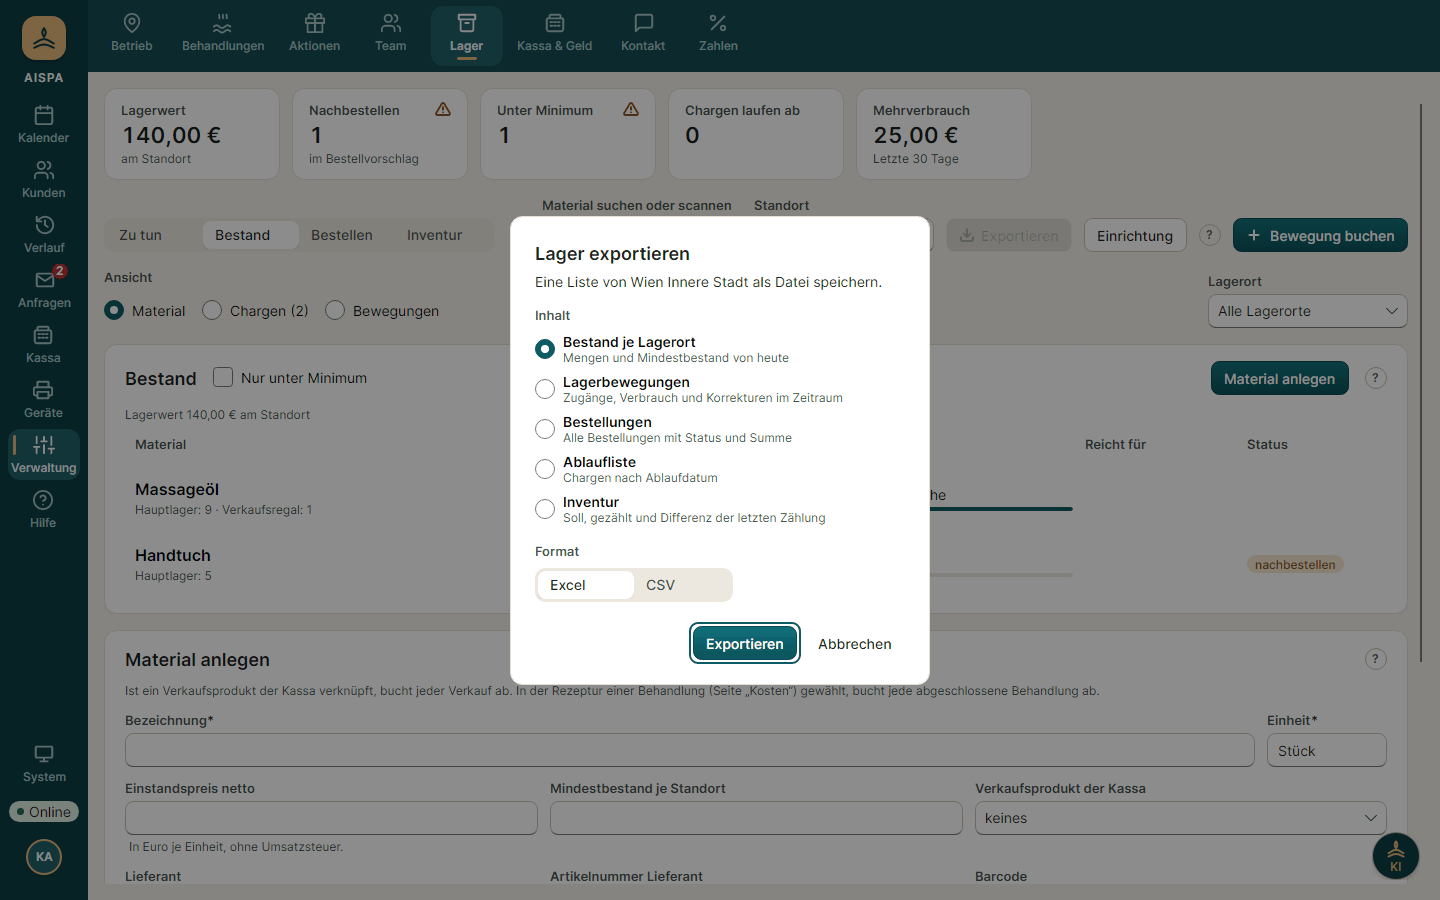 AISPA
Kalender
Kunden
Verlauf
Anfragen
2
Kassa
Geräte
Verwaltung
Hilfe
System
Online
KA
Betrieb
Behandlungen
Aktionen
Team
Lager
Kassa & Geld
Kontakt
Zahlen
Lagerwert
140,00 €
am Standort
Nachbestellen
1
im Bestellvorschlag
Unter Minimum
1
Chargen laufen ab
0
Mehrverbrauch
25,00 €
Letzte 30 Tage
Material suchen oder scannen
Standort
Zu tun
Bestand
Bestellen
Inventur
Exportieren
Einrichtung
?
+ Bewegung buchen
Ansicht
Material
Chargen (2)
Bewegungen
Lagerort
Alle Lagerorte
Bestand
Nur unter Minimum
Material anlegen
?
Lagerwert 140,00 € am Standort
Material
Reicht für
Status
Massageöl
Hauptlager: 9 · Verkaufsregal: 1
he
Handtuch
Hauptlager: 5
nachbestellen
Lager exportieren
Eine Liste von Wien Innere Stadt als Datei speichern.
Inhalt
Bestand je Lagerort
Mengen und Mindestbestand von heute
Lagerbewegungen
Zugänge, Verbrauch und Korrekturen im Zeitraum
Bestellungen
Alle Bestellungen mit Status und Summe
Ablaufliste
Chargen nach Ablaufdatum
Inventur
Soll, gezählt und Differenz der letzten Zählung
Format
Excel
CSV
Exportieren
Abbrechen
Material anlegen
?
Ist ein Verkaufsprodukt der Kassa verknüpft, bucht jeder Verkauf ab. In der Rezeptur einer Behandlung (Seite „Kosten“) gewählt, bucht jede abgeschlossene Behandlung ab.
Bezeichnung*
Einheit*
Stück
Einstandspreis netto
Mindestbestand je Standort
Verkaufsprodukt der Kassa
keines
In Euro je Einheit, ohne Umsatzsteuer.
Lieferant
Artikelnummer Lieferant
Barcode
KI